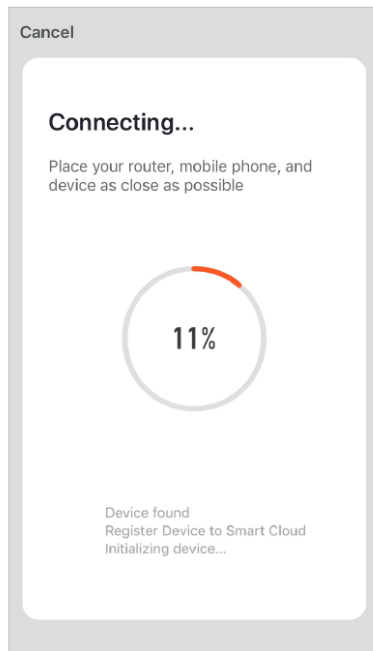 Cancel
Connecting...
Place your router, mobile phone, and
device as close as possible
11%
Device found
Register Device to Smart Cloud
Initializing device...